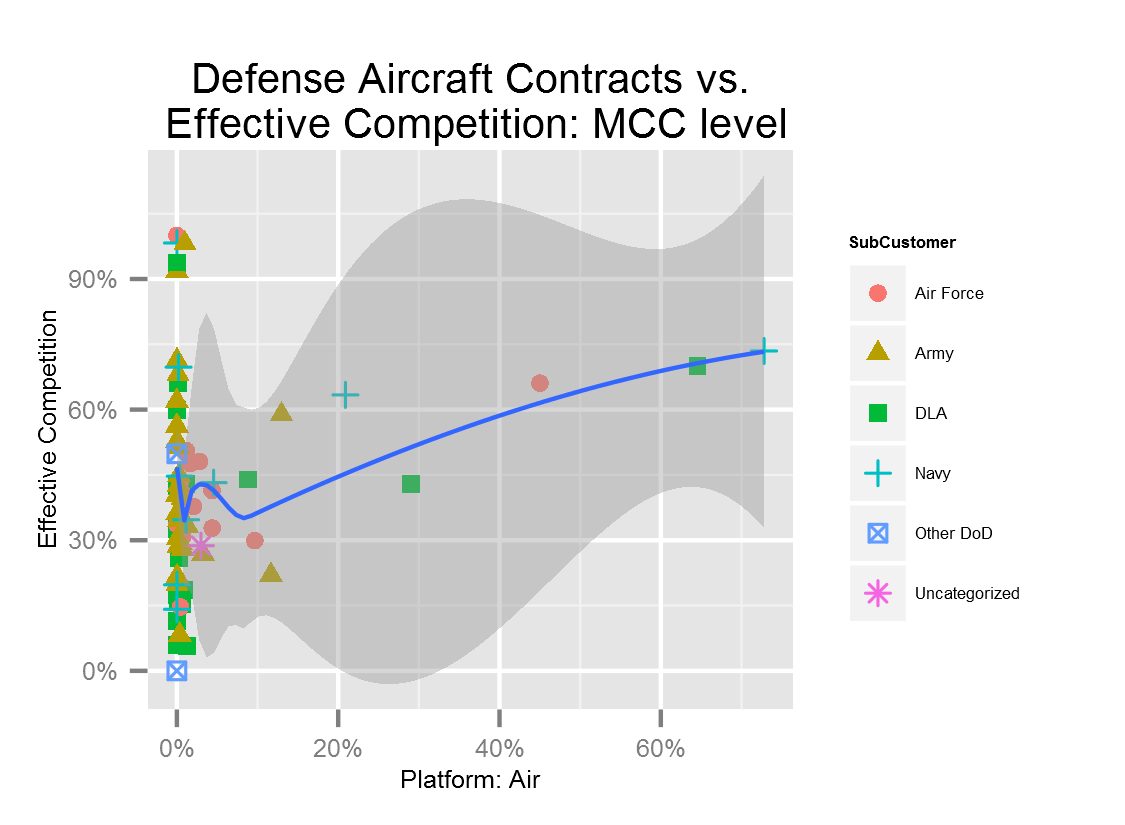 Defense Aircraft Contracts vs.
Effective Competition: MCC level
Effective Competition
90%
60%
30%
0%
0%
20%
40%
60%
Platform: Air
SubCustomer
Air Force
Army
DLA
Navy
Other DoD
Uncategorized